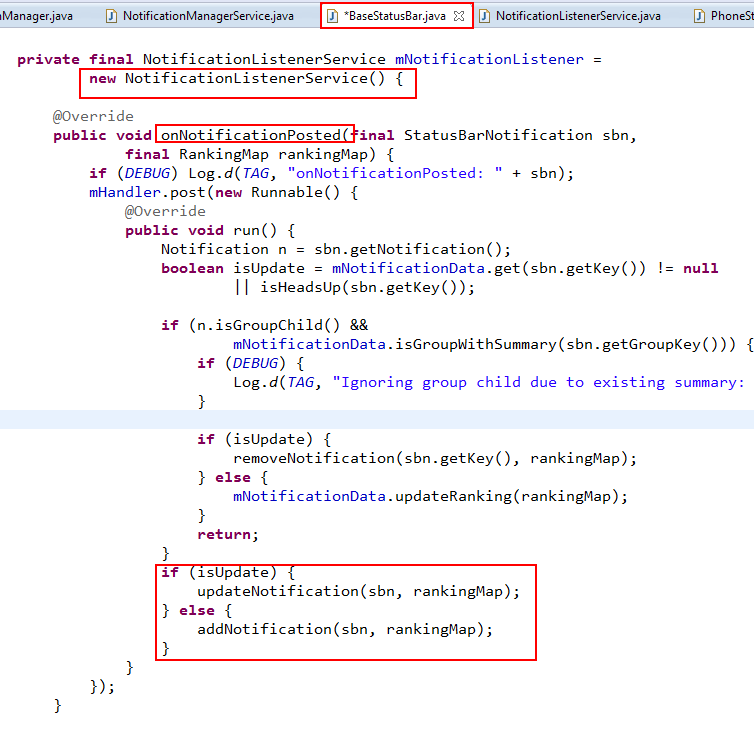 nManager.java NotificationManagerService.java *BaseStatusBar.java NotificationListenerService.java PhoneSt
private final NotificationListenerService mNotificationListener =
new NotificationListenerService() {
@Override
public void onNotificationPosted(final StatusBarNotification sbn,
final RankingMap rankingMap) {
if (DEBUG) Log.d(TAG, "onNotificationPosted: " + sbn);
mHandler.post(new Runnable() {
@Override
public void run() {
Notification n = sbn.getNotification();
boolean isUpdate = mNotificationData.get(sbn.getKey()) != null
|| isHeadsUp(sbn.getKey());
if (n.isGroupChild() &&
mNotificationData.isGroupWithSummary(sbn.getGroupKey())) {
if (DEBUG) {
Log.d(TAG, "Ignoring group child due to existing summary:
}
if (isUpdate) {
removeNotification(sbn.getKey(), rankingMap);
} else {
mNotificationData.updateRanking(rankingMap);
}
return;
}
if (isUpdate) {
updateNotification(sbn, rankingMap);
} else {
addNotification(sbn, rankingMap);
}
}
});
}